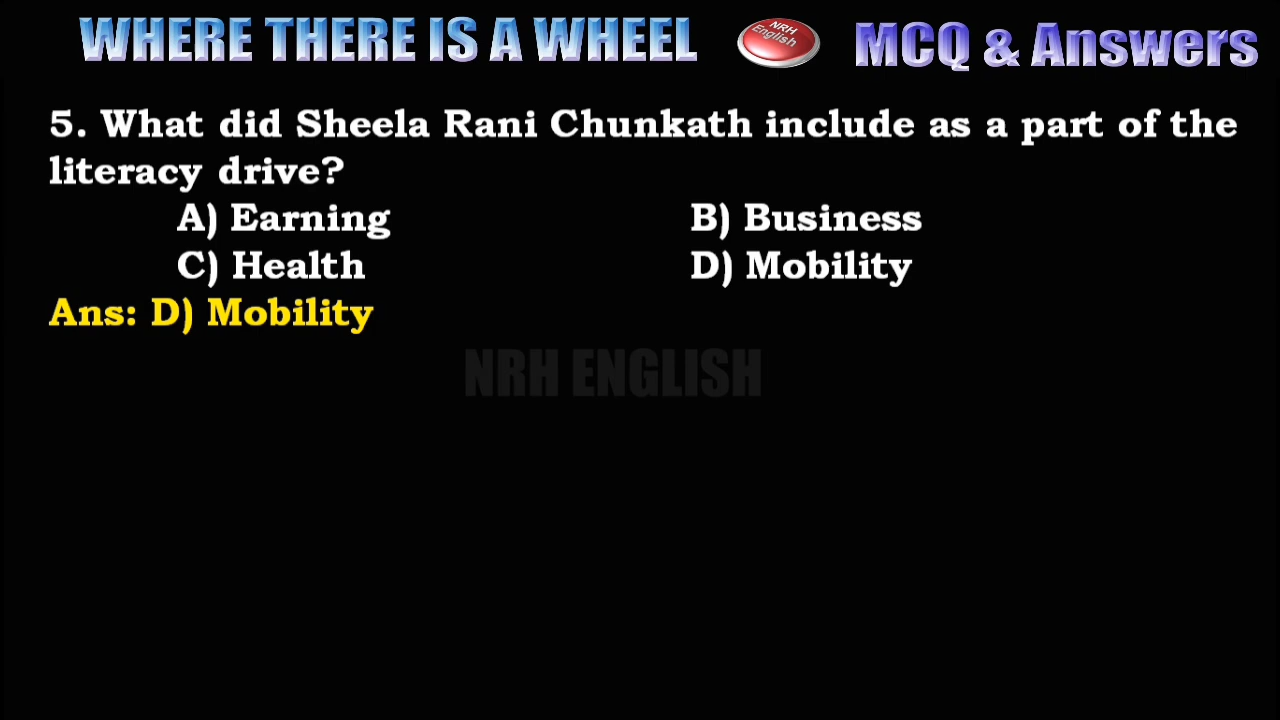 WHERE THERE IS A WHEEL
NRH English
MCQ & Answers
5. What did Sheela Rani Chunkath include as a part of the
literacy drive?
A) Earning B) Business
C) Health D) Mobility
Ans: D) Mobility
NRH ENGLISH